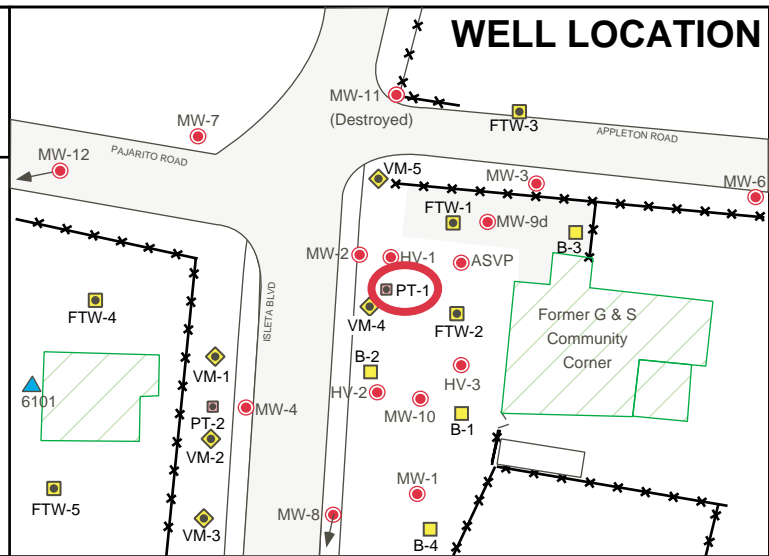 WELL LOCATION
MW-11
(Destroyed)
MW-7
FTW-3
APPLETON ROAD
PAJARITO ROAD
MW-12
VM-5
MW-3
MW-6
FTW-1
MW-9d
B-3
MW-2
HV-1
ASVP
PT-1
FTW-4
ISLETA BLVD
VM-4
FTW-2
Former G & S
Community
Corner
VM-1
B-2
6101
HV-2
HV-3
PT-2
MW-4
MW-10
VM-2
B-1
MW-1
FTW-5
VM-3
MW-8
B-4